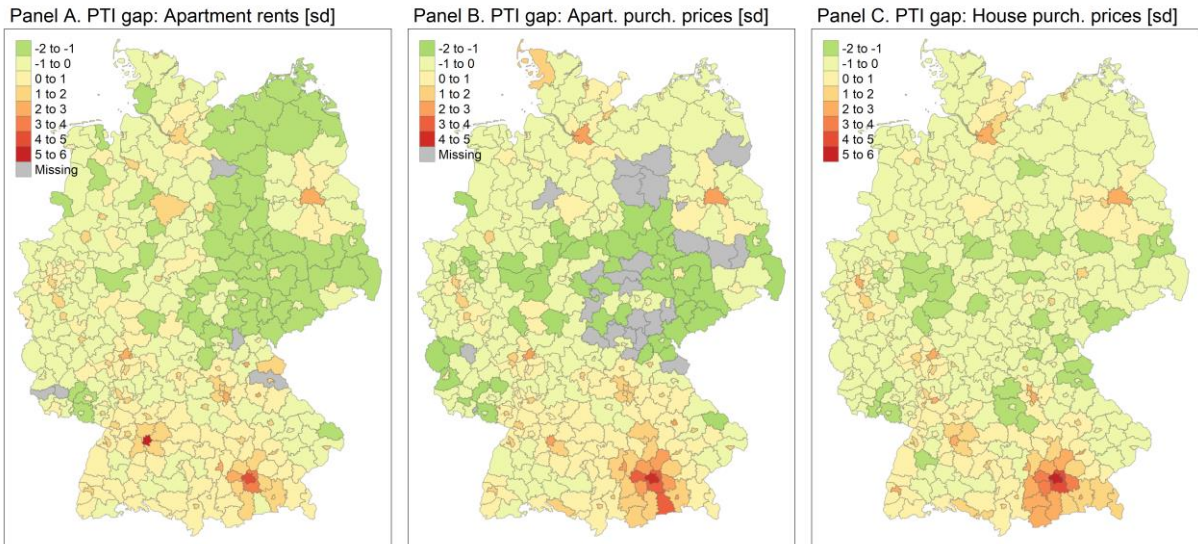 Panel A. PTI gap: Apartment rents [sd]
-2 to -1
-1 to 0
0 to 1
1 to 2
2 to 3
3 to 4
4 to 5
5 to 6
Missing
Panel B. PTI gap: Apart. purch. prices [sd]
-2 to -1
-1 to 0
0 to 1
1 to 2
2 to 3
3 to 4
4 to 5
Missing
Panel C. PTI gap: House purch. prices [sd]
-2 to -1
-1 to 0
0 to 1
1 to 2
2 to 3
3 to 4
4 to 5
5 to 6